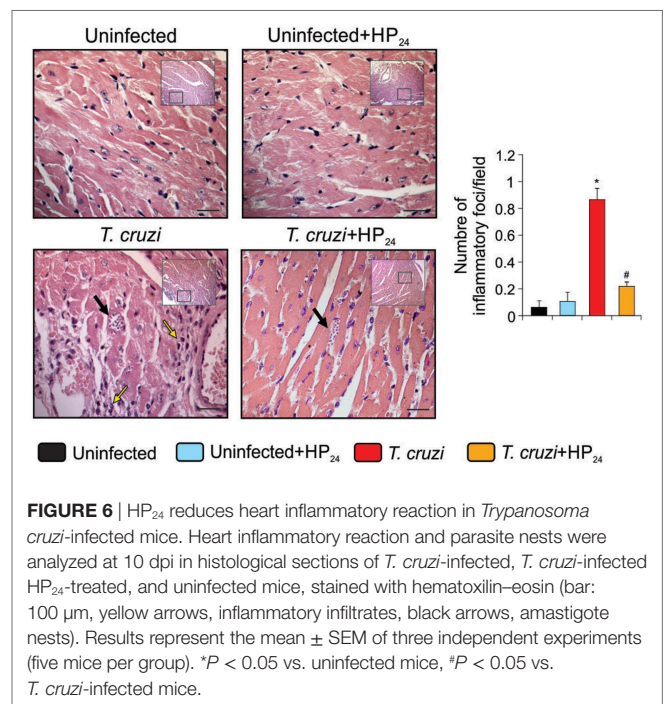 Uninfected
Uninfected+HP24
T. cruzi
T. cruzi+HP24
Numbre of
inflammatory foci/field
1.2
1
0.8
0.6
0.4
0.2
0
*
#
Uninfected
Uninfected+HP24
T. cruzi
T. cruzi+HP24
FIGURE 6 | HP24 reduces heart inflammatory reaction in Trypanosoma
cruzi-infected mice. Heart inflammatory reaction and parasite nests were
analyzed at 10 dpi in histological sections of T. cruzi-infected, T. cruzi-infected
HP24-treated, and uninfected mice, stained with hematoxilin–eosin (bar:
100 µm, yellow arrows, inflammatory infiltrates, black arrows, amastigote
nests). Results represent the mean ± SEM of three independent experiments
(five mice per group). *P < 0.05 vs. uninfected mice, #P < 0.05 vs.
T. cruzi-infected mice.